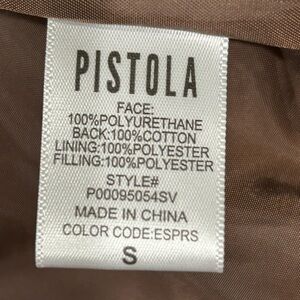 PISTOLA
FACE:
100%POLYURETHANE
BACK:100%COTTON
LINING:100%POLYESTER
FILLING:100%POLYESTER
STYLE#
P00095054SV
MADE IN CHINA
COLOR CODE:ESPRS
S